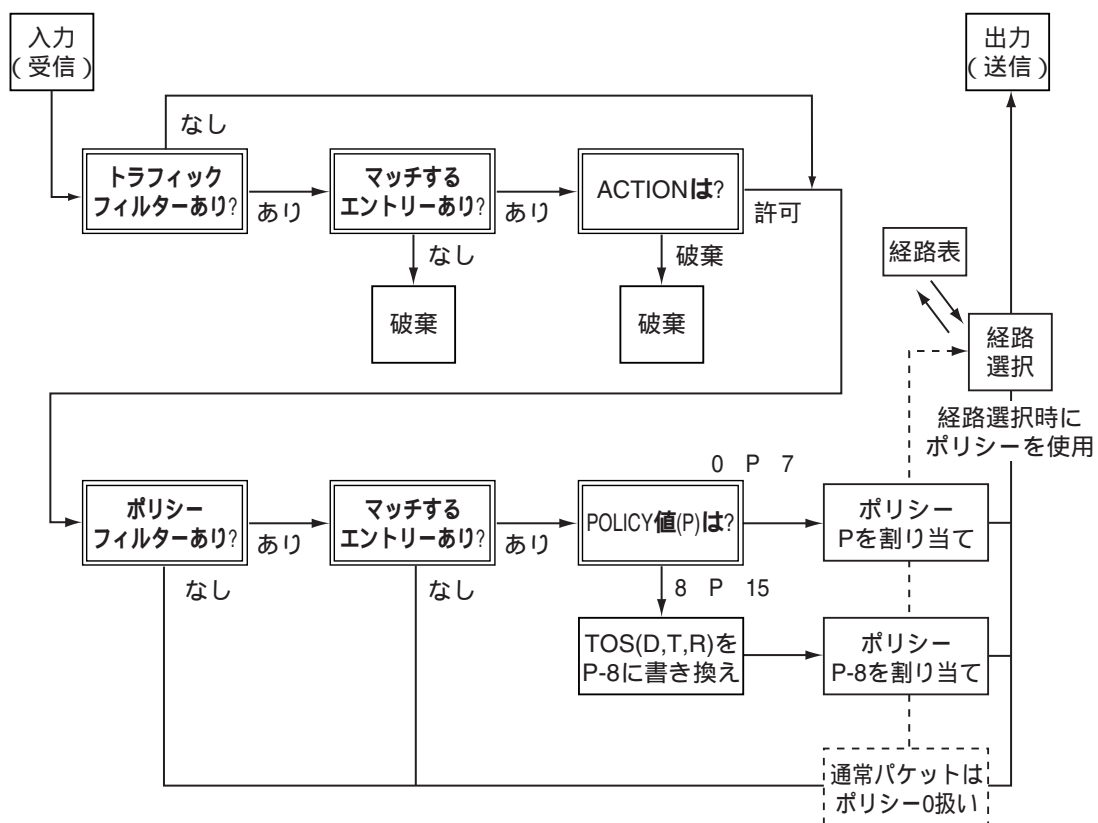 入力
(受信)
出力
(送信)
なし
トラフィック
フィルターあり?
あり
マッチする
エントリーあり?
あり
ACTIONは?
許可
なし
破棄
破棄
破棄
経路表
経路
選択
経路選択時に
ポリシーを使用
0 P 7
ポリシー
フィルターあり?
あり
マッチする
エントリーあり?
あり
POLICY値(P)は?
ポリシー
Pを割り当て
なし
なし
8 P 15
TOS(D,T,R)を
P-8に書き換え
ポリシー
P-8を割り当て
通常パケットは
ポリシー0扱い